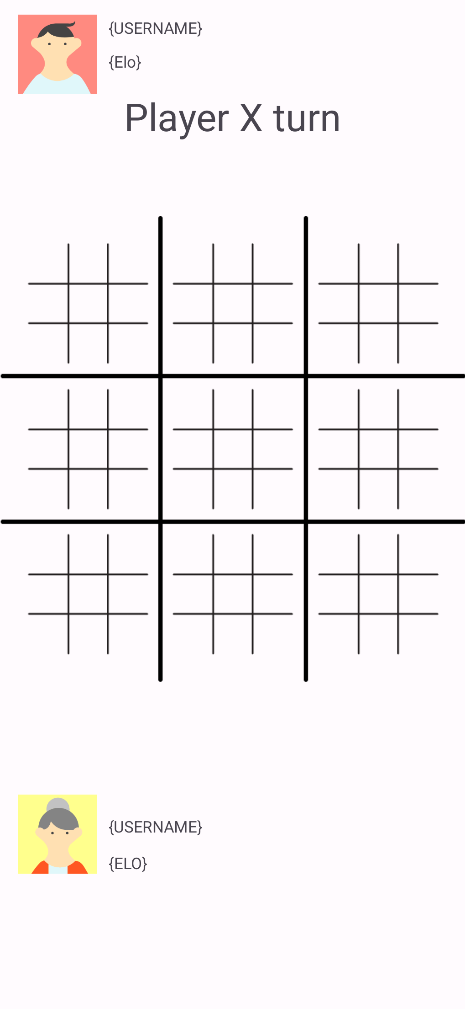 {USERNAME}
{Elo}
Player X turn
{USERNAME}
{ELO}